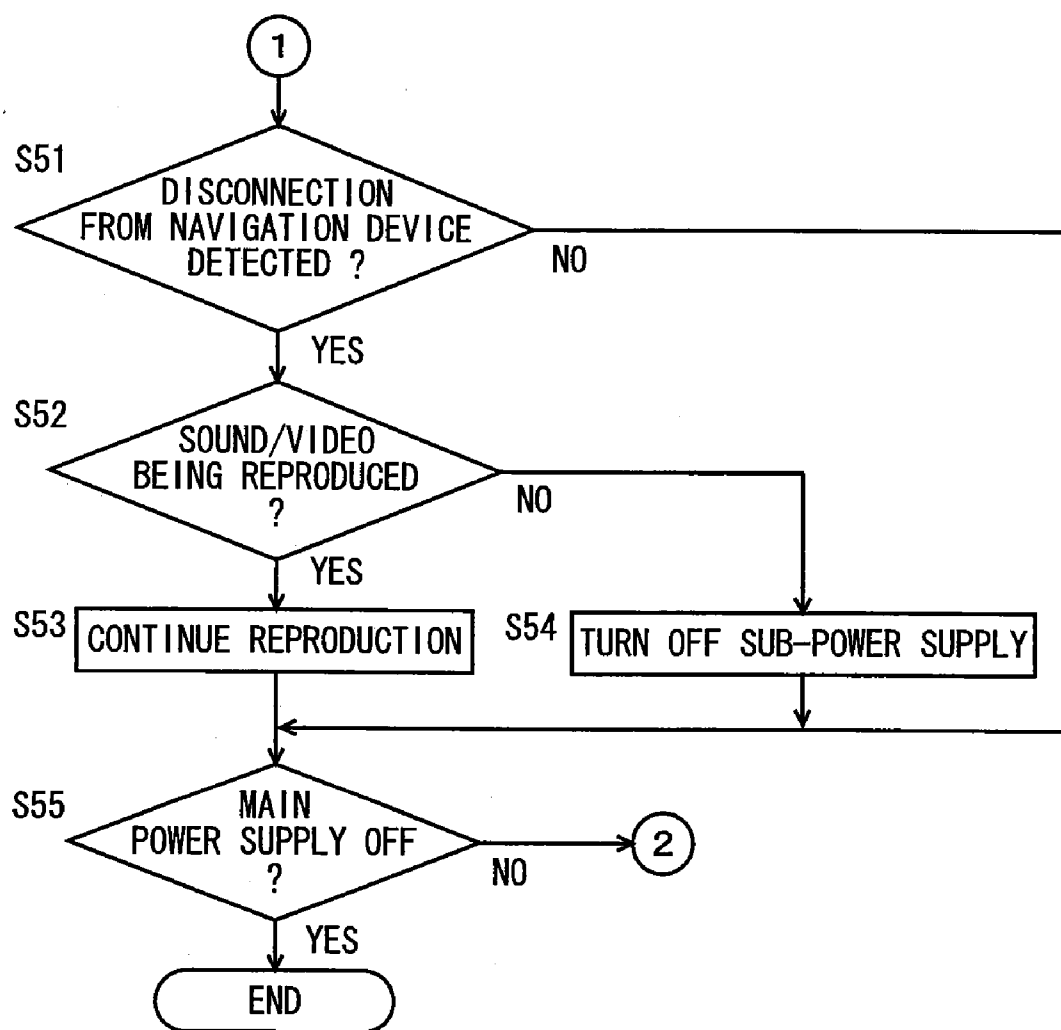 1
S51
DISCONNECTION
FROM NAVIGATION DEVICE
DETECTED ?
NO
YES
S52
SOUND/VIDEO
BEING REPRODUCED
?
NO
YES
S53
CONTINUE REPRODUCTION
S54
TURN OFF SUB-POWER SUPPLY
S55
MAIN
POWER SUPPLY OFF
?
NO
2
YES
END